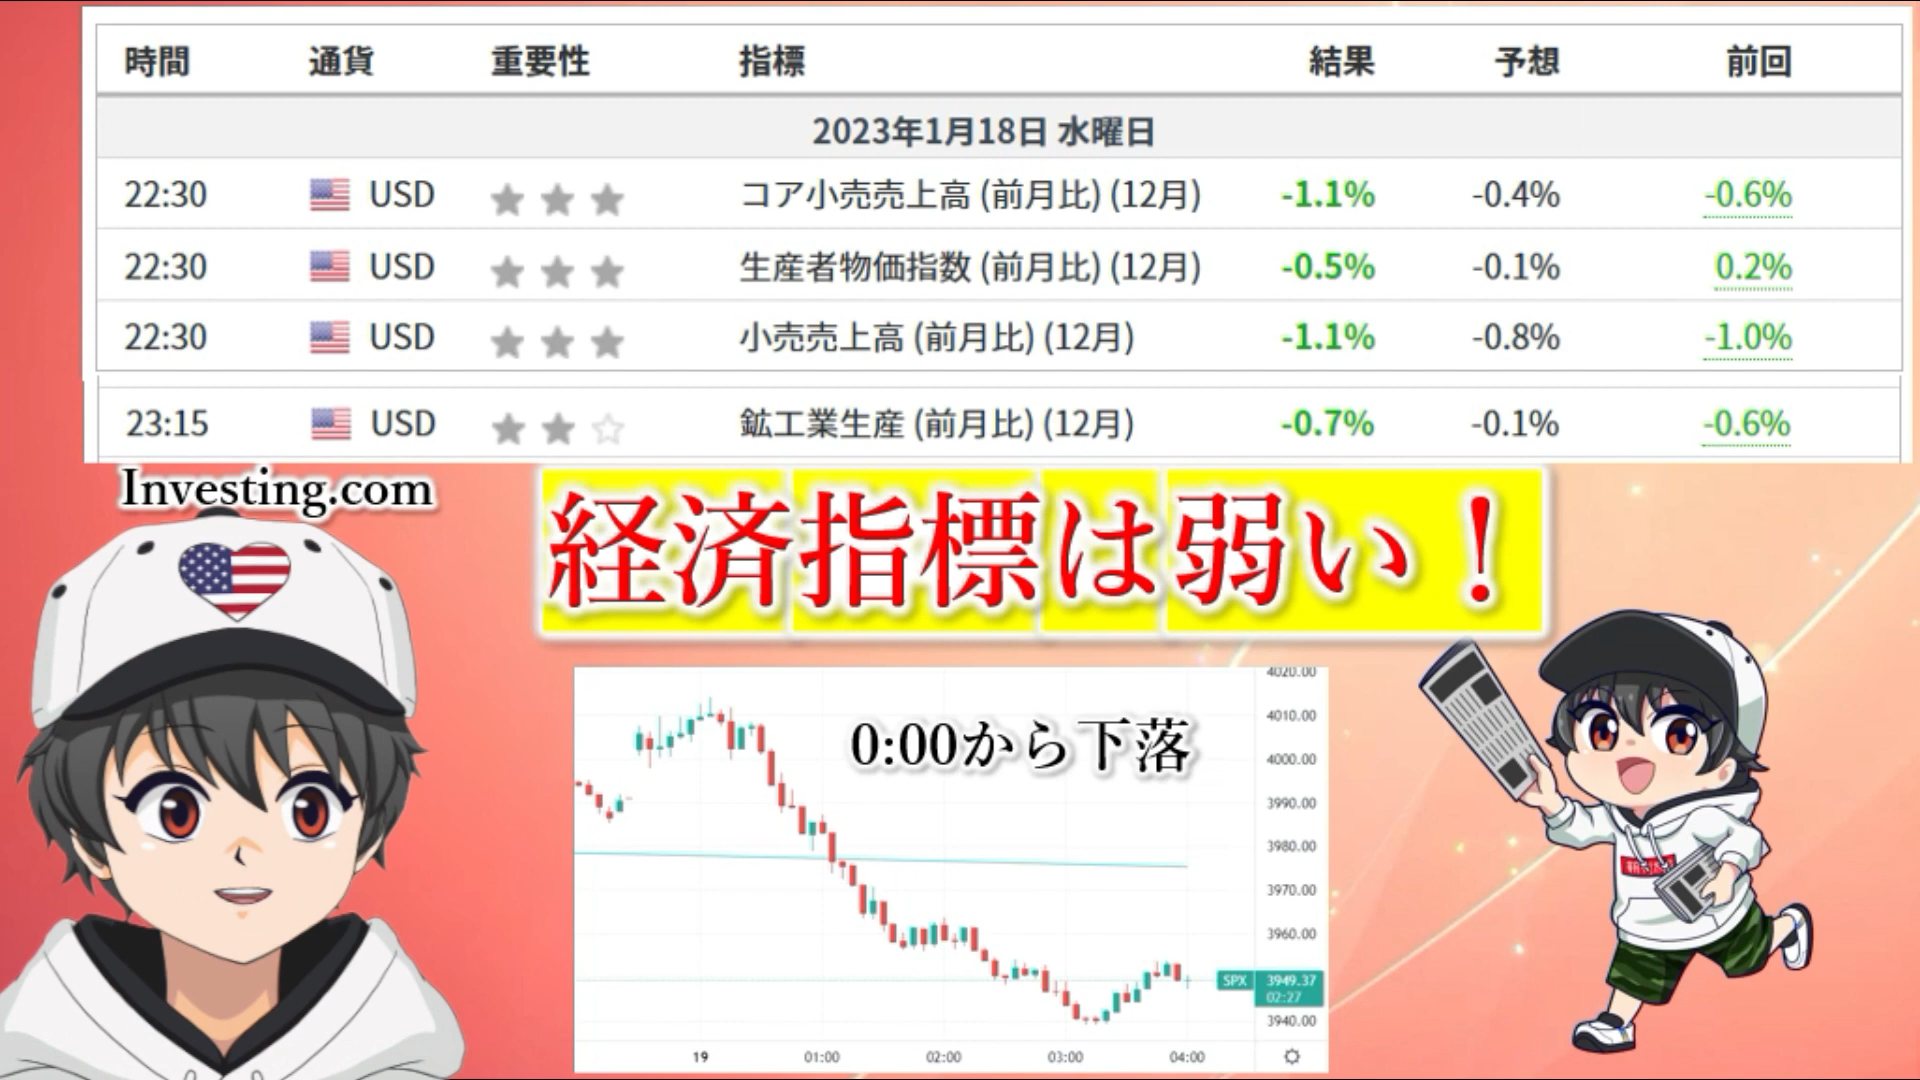 時間 通貨 重要性 指標 結果 予想 前回
2023年1月18日 水曜日
22:30 USD コア小売売上高 (前月比) (12月) -1.1% -0.4% -0.6%
22:30 USD 生産者物価指数 (前月比) (12月) -0.5% -0.1% 0.2%
22:30 USD 小売売上高 (前月比) (12月) -1.1% -0.8% -1.0%
23:15 USD 鉱工業生産 (前月比) (12月) -0.7% -0.1% -0.6%
Investing.com
経済指標は弱い！
0:00から下落
4020.00
4010.00
4000.00
3990.00
3980.00
3970.00
3960.00
SPX 3949.37
02:27
3940.00
19 01:00 02:00 03:00 04:00